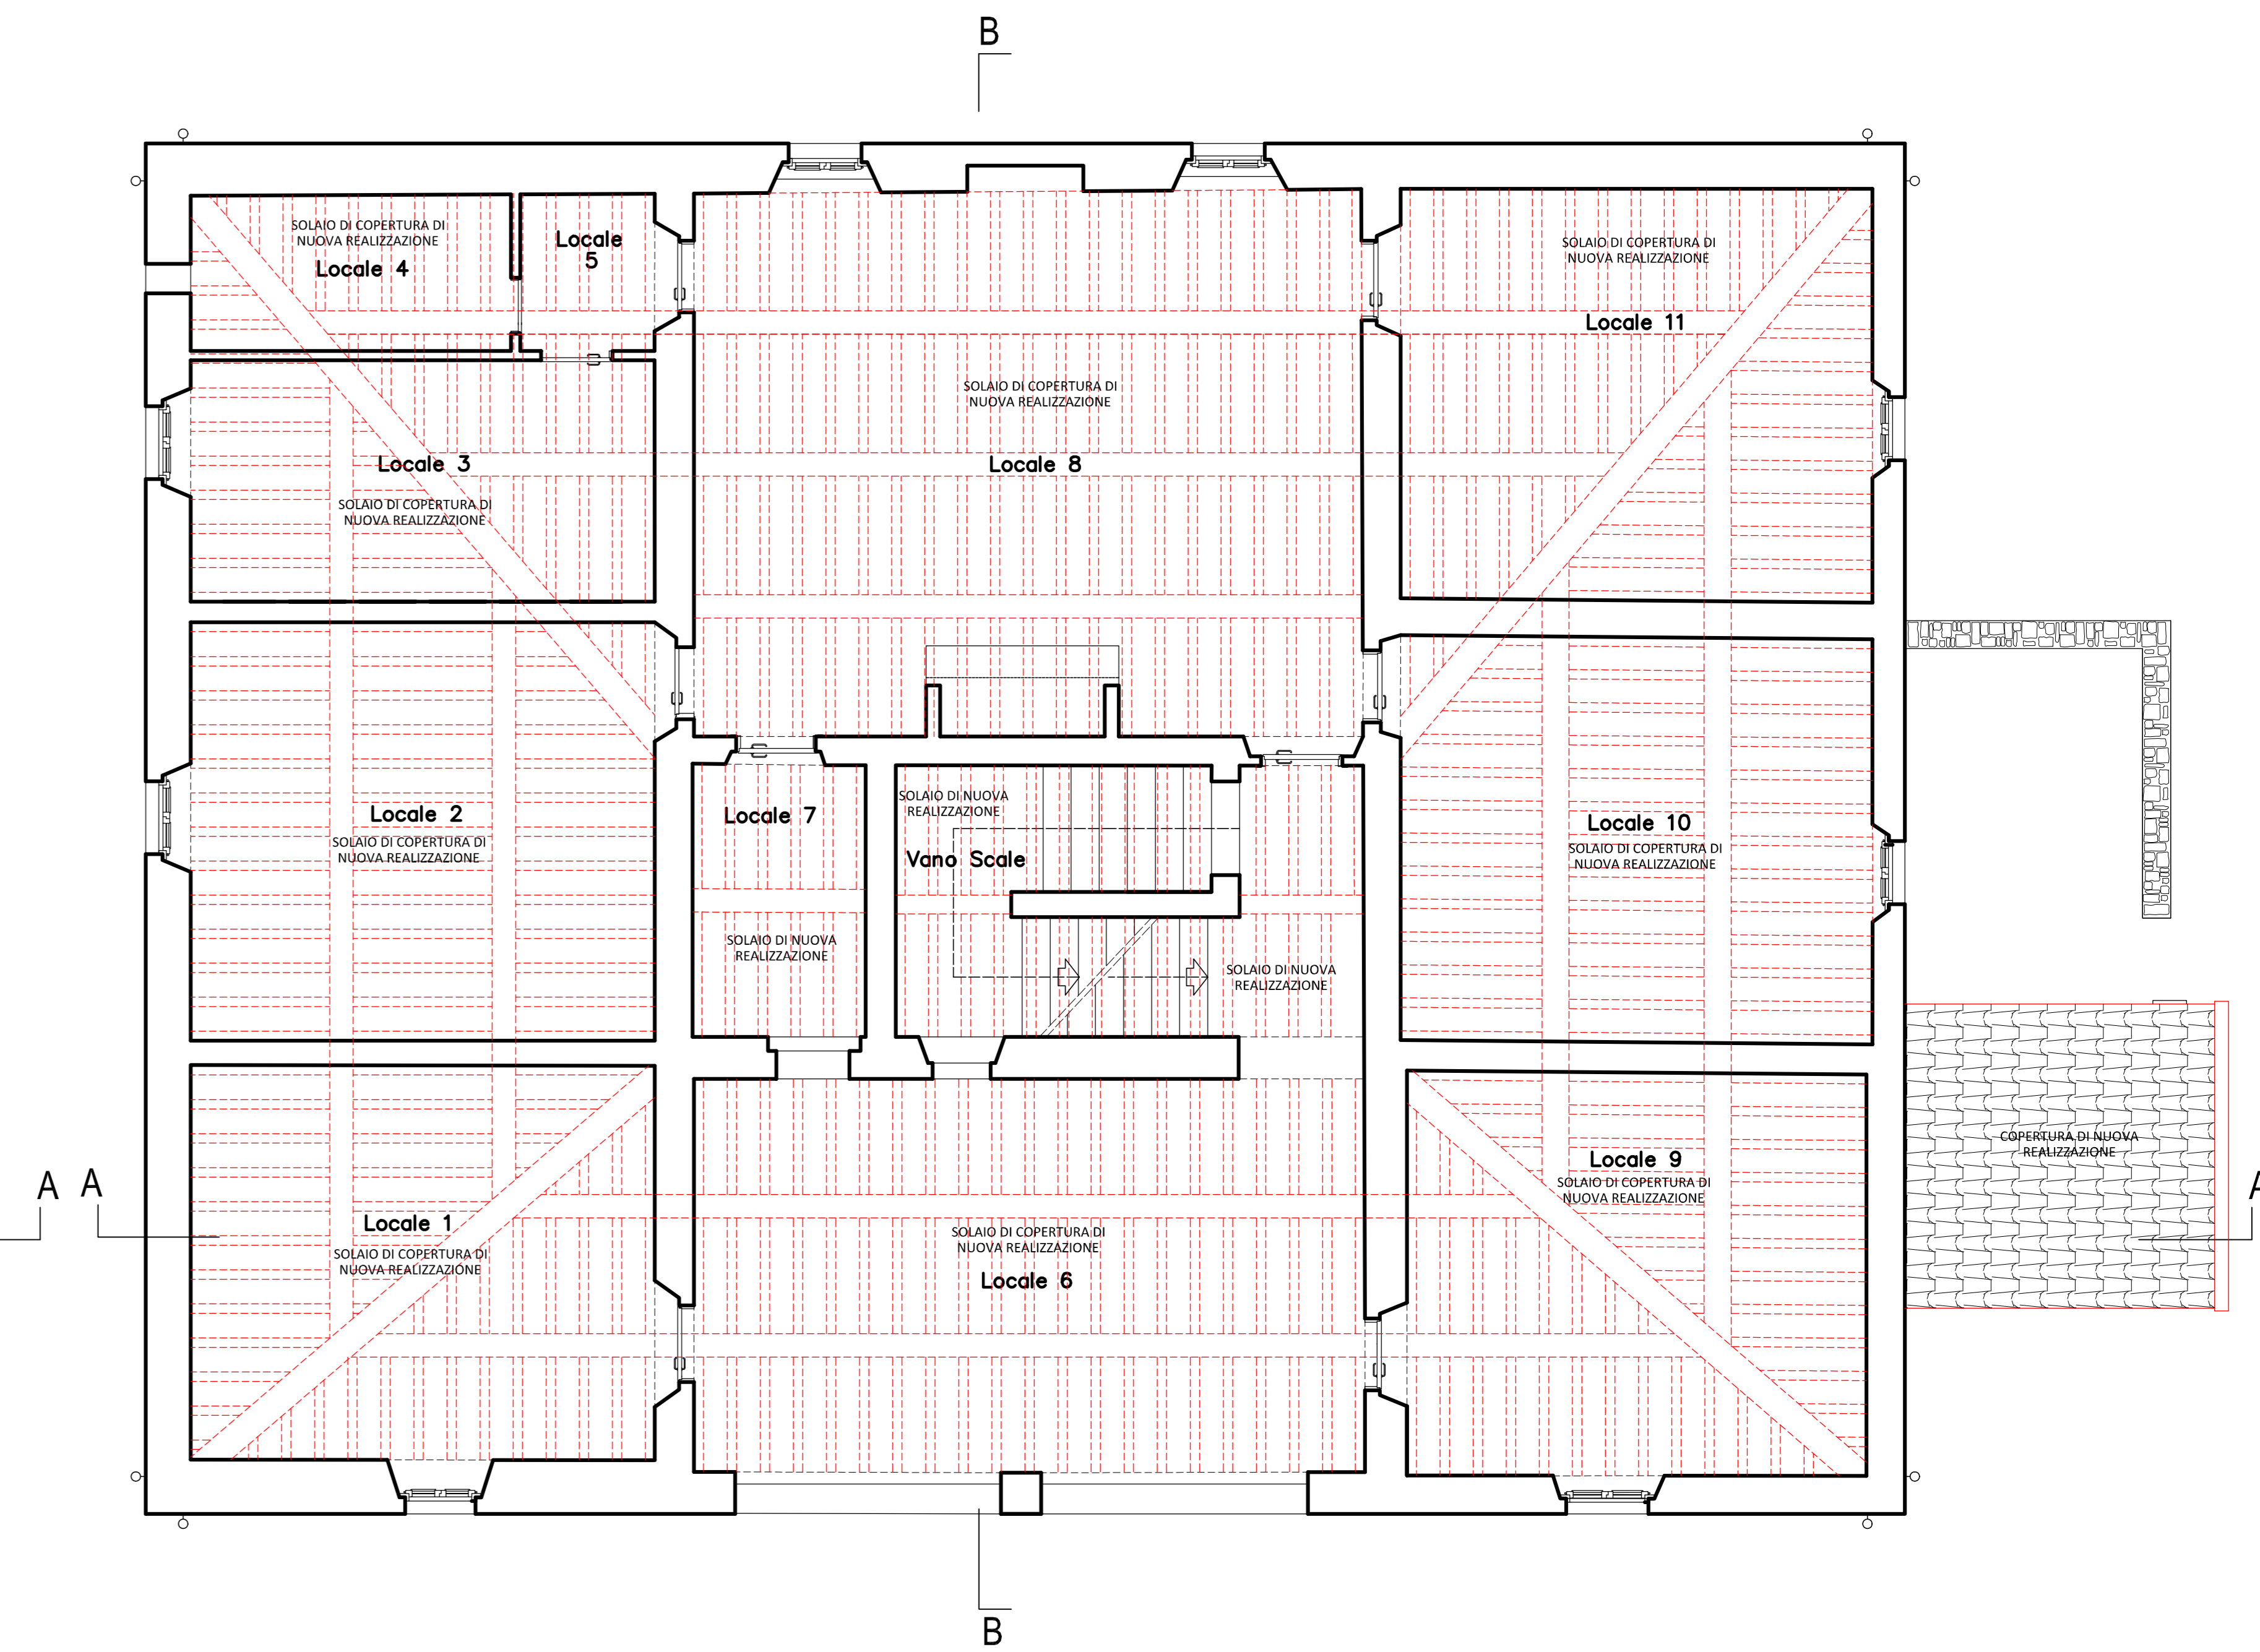 B
SOLAIO DI COPERTURA DI
NUOVA REALIZZAZIONE
Locale 4
Locale
5
SOLAIO DI COPERTURA DI
NUOVA REALIZZAZIONE
Locale 11
SOLAIO DI COPERTURA DI
NUOVA REALIZZAZIONE
Locale 8
Locale 3
SOLAIO DI COPERTURA DI
NUOVA REALIZZAZIONE
Locale 2
SOLAIO DI COPERTURA DI
NUOVA REALIZZAZIONE
Locale 7
SOLAIO DI NUOVA
REALIZZAZIONE
SOLAIO DI NUOVA
REALIZZAZIONE
Vano Scale
SOLAIO DI NUOVA
REALIZZAZIONE
Locale 10
SOLAIO DI COPERTURA DI
NUOVA REALIZZAZIONE
COPERTURA DI NUOVA
REALIZZAZIONE
Locale 9
SOLAIO DI COPERTURA DI
NUOVA REALIZZAZIONE
A A
A
Locale 1
SOLAIO DI COPERTURA DI
NUOVA REALIZZAZIONE
SOLAIO DI COPERTURA DI
NUOVA REALIZZAZIONE
Locale 6
B